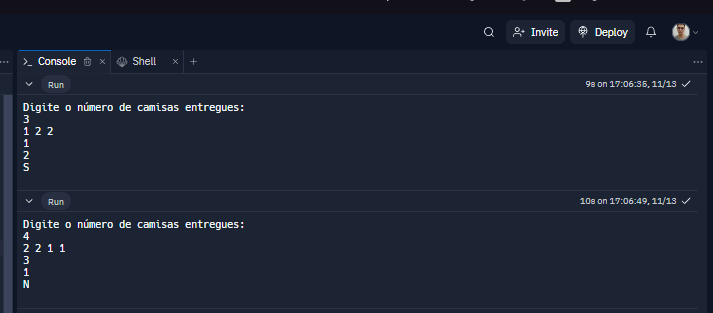 Invite
Deploy
Console
Shell
Run
9s on 17:06:35, 11/13
Digite o número de camisas entregues:
3
1 2 2
1
2
S
Run
10s on 17:06:49, 11/13
Digite o número de camisas entregues:
4
2 2 1 1
3
1
N